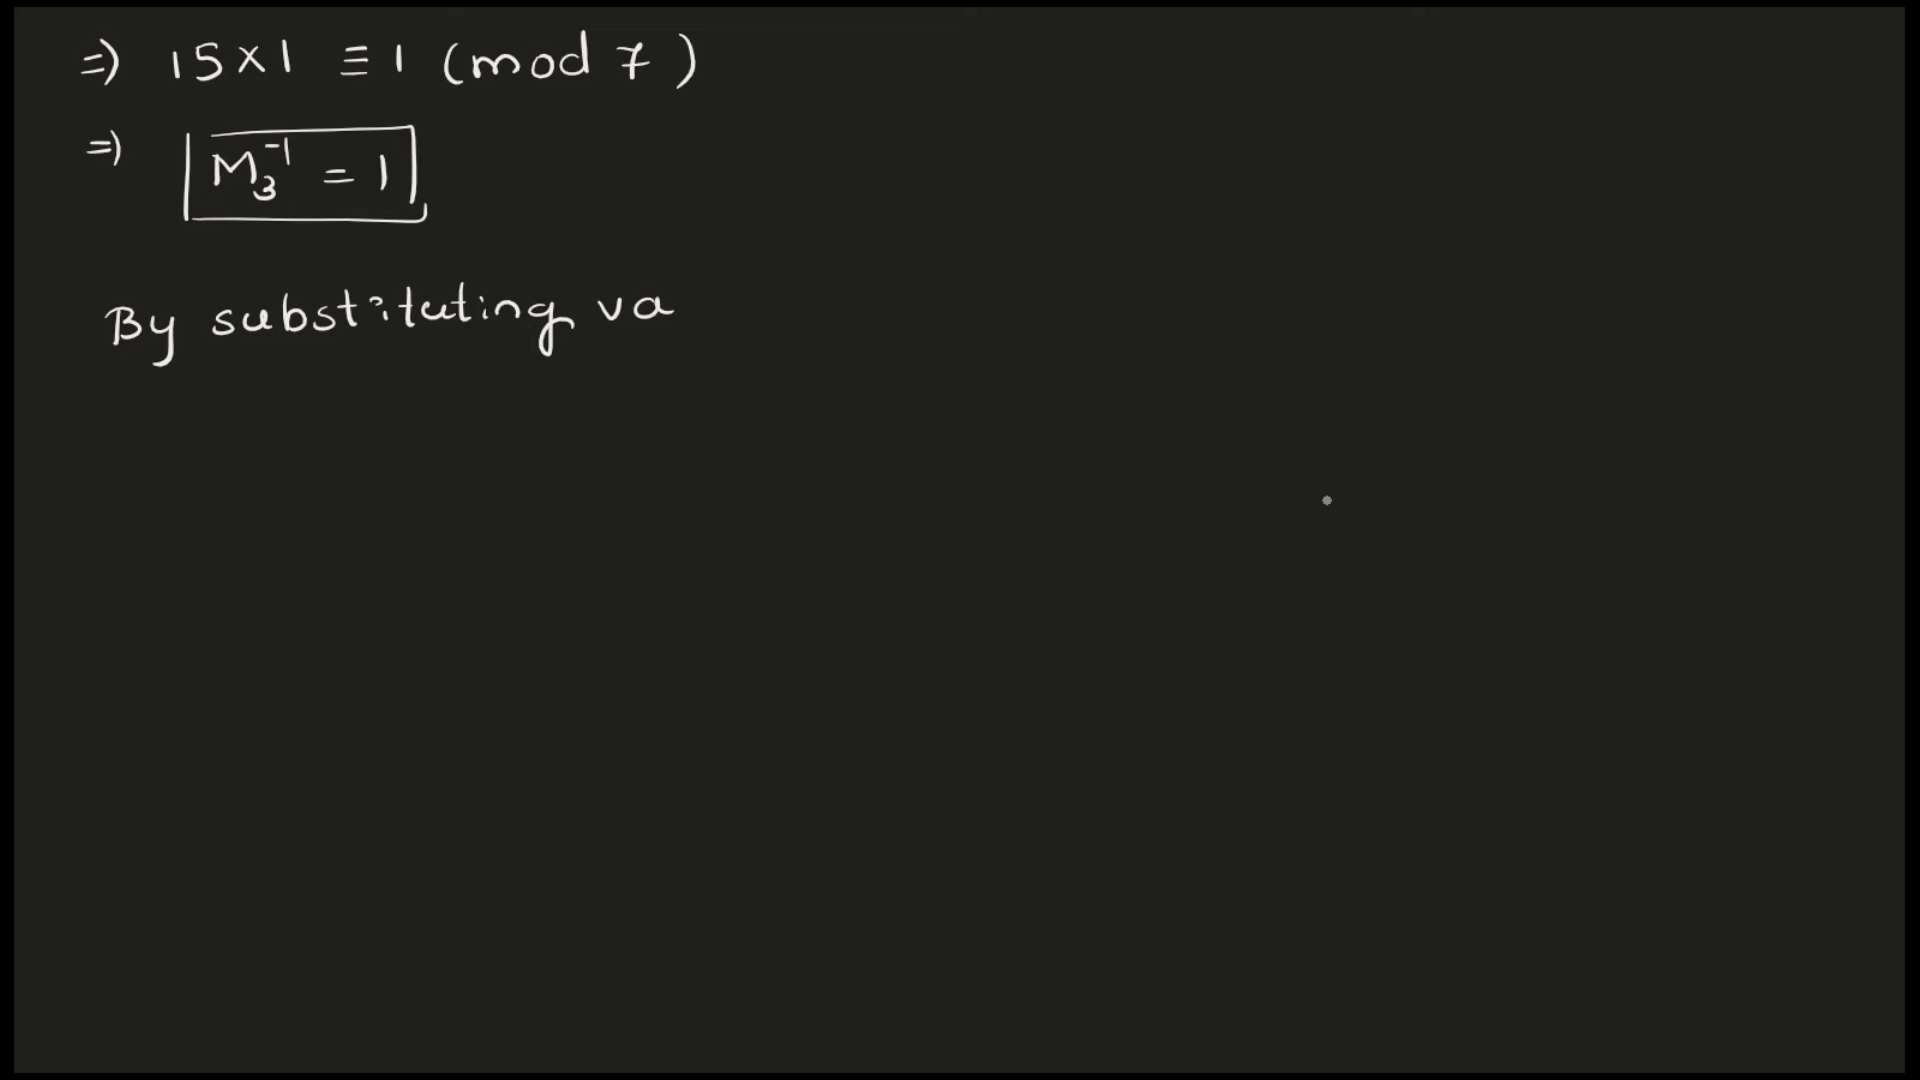 =) 15×1 ≡ 1 (mod 7)
=) M₃⁻¹ = 1
By substituting va